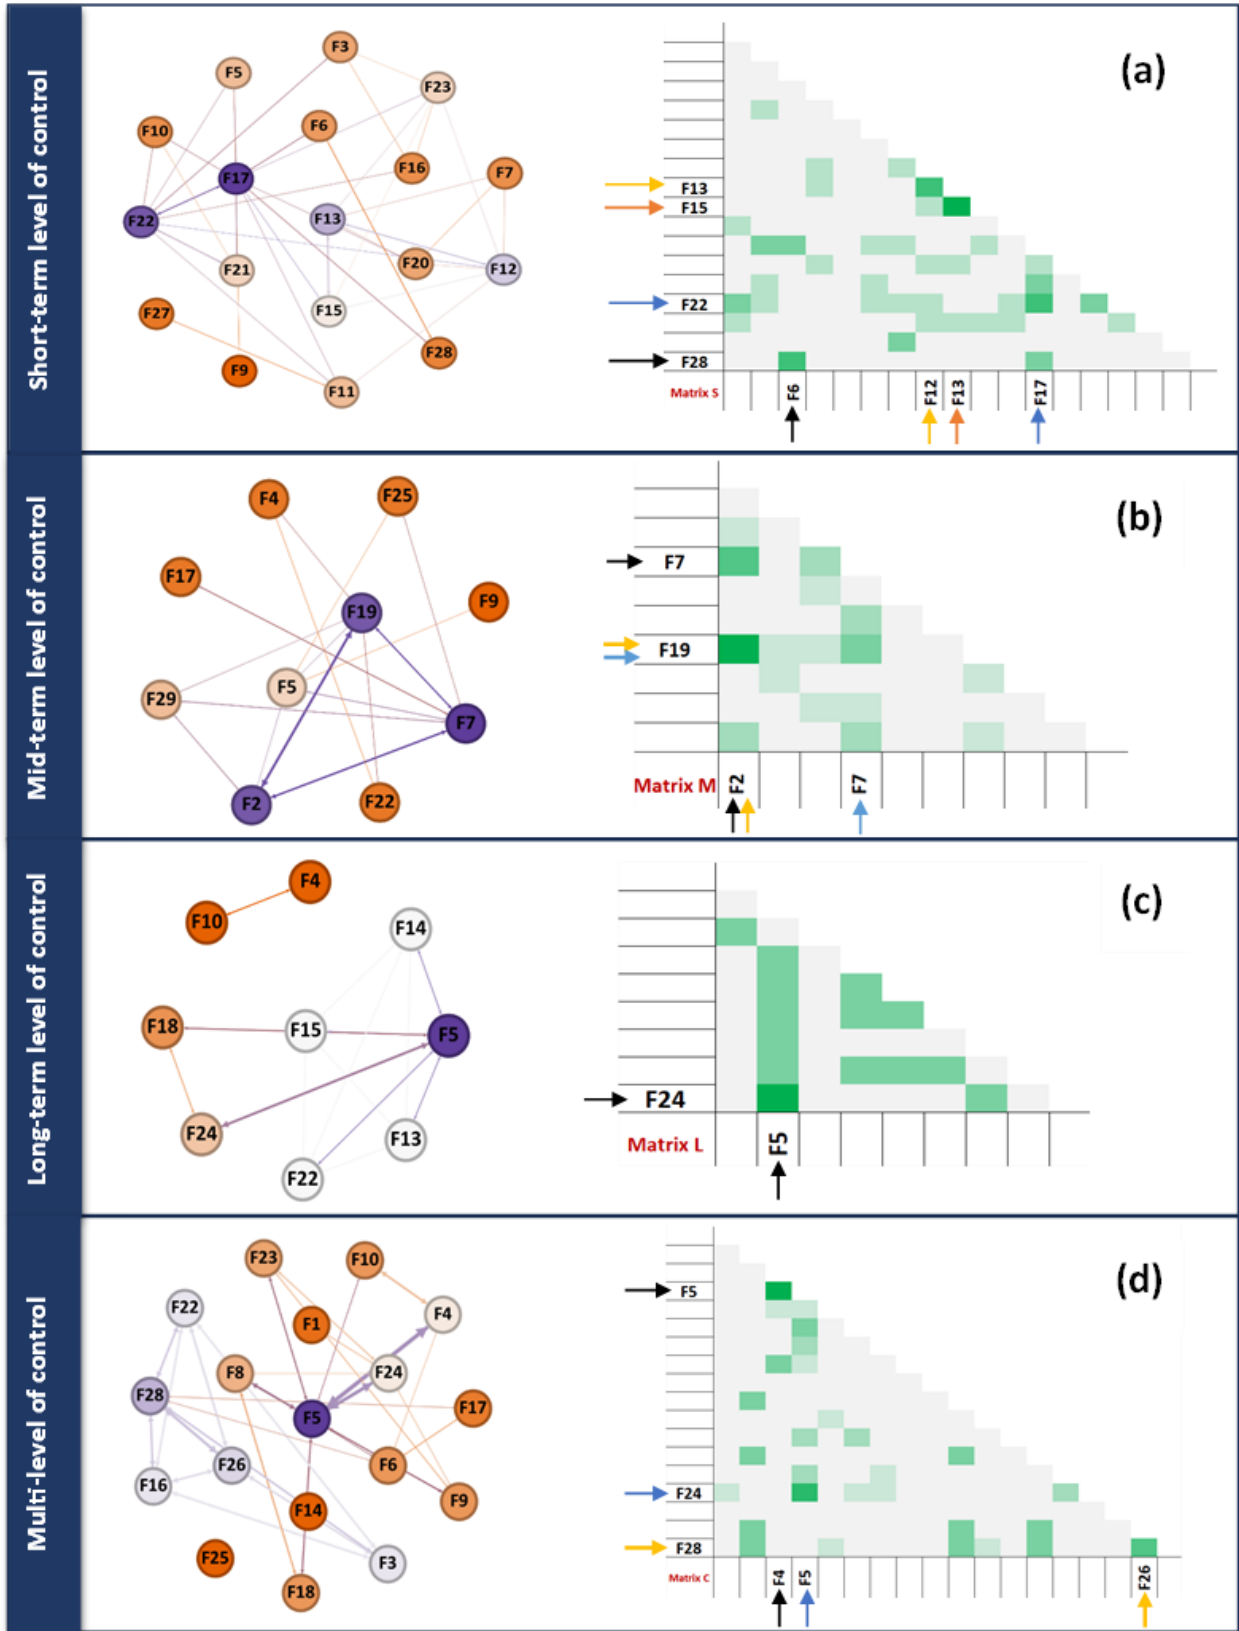 Short-term level of control
F3
F5
F23
F10
F6
F16
F7
F17
F22
F13
F21
F20
F12
F15
F27
F28
F9
F11
(a)
F13
F15
F22
F28
Matrix S
F6
F12
F13
F17
Mid-term level of control
F4
F25
F17
F9
F19
F5
F29
F7
F2
F22
(b)
F7
F19
Matrix M
F2
F7
Long-term level of control
F4
F10
F14
F18
F15
F5
F24
F13
F22
(c)
F24
Matrix L
F5
Multi-level of control
F23
F10
F22
F1
F4
F8
F24
F28
F5
F17
F26
F6
F16
F9
F14
F25
F3
F18
(d)
F5
F24
F28
Matrix C
F4
F5
F26